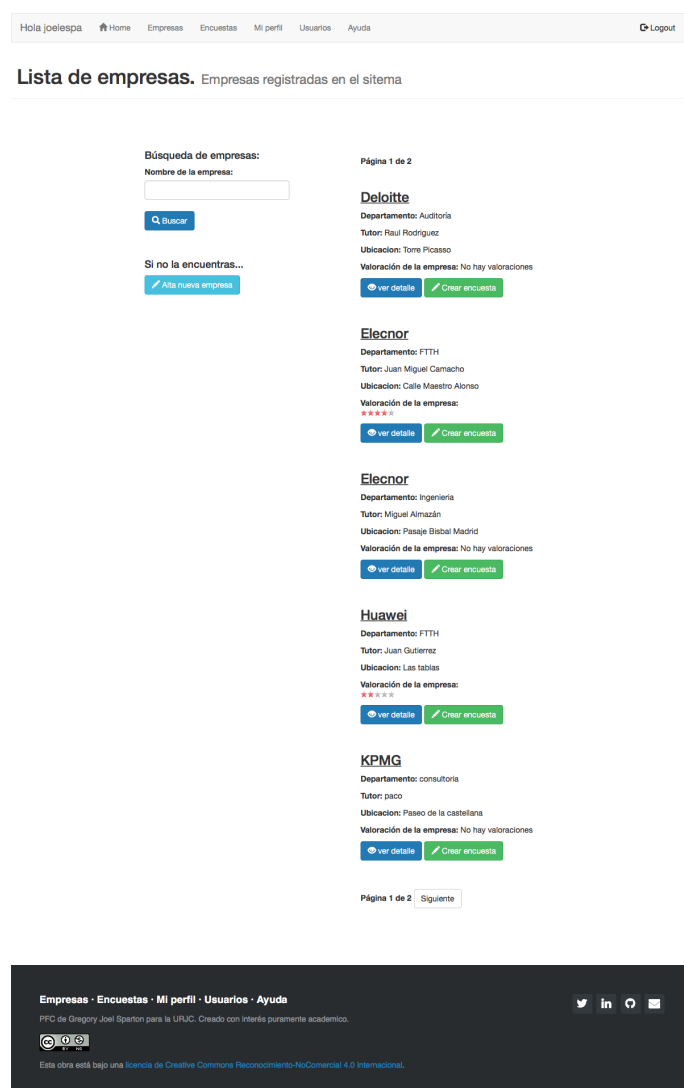 Hola joelespa Home Empresas Encuestas Mi perfil Usuarios Ayuda Logout
Lista de empresas. Empresas registradas en el sitema
Búsqueda de empresas:
Nombre de la empresa:
Buscar
Si no la encuentras...
Alta nueva empresa
Página 1 de 2
Deloitte
Departamento: Auditoría
Tutor: Raul Rodriguez
Ubicacion: Torre Picasso
Valoración de la empresa: No hay valoraciones
ver detalle Crear encuesta
Elecnor
Departamento: FTTH
Tutor: Juan Miguel Camacho
Ubicacion: Calle Maestro Alonso
Valoración de la empresa:
ver detalle Crear encuesta
Elecnor
Departamento: Ingenieria
Tutor: Miguel Almazán
Ubicacion: Pasaje Bisbal Madrid
Valoración de la empresa: No hay valoraciones
ver detalle Crear encuesta
Huawei
Departamento: FTTH
Tutor: Juan Gutierrez
Ubicacion: Las tablas
Valoración de la empresa:
ver detalle Crear encuesta
KPMG
Departamento: consultoria
Tutor: paco
Ubicacion: Paseo de la castellana
Valoración de la empresa: No hay valoraciones
ver detalle Crear encuesta
Página 1 de 2 Siguiente
Empresas · Encuestas · Mi perfil · Usuarios · Ayuda
PFC de Gregory Joel Sparton para la URJC. Creado con interés puramente academico.
cc BY NC
Esta obra está bajo una licencia de Creative Commons Reconocimiento-NoComercial 4.0 Internacional.